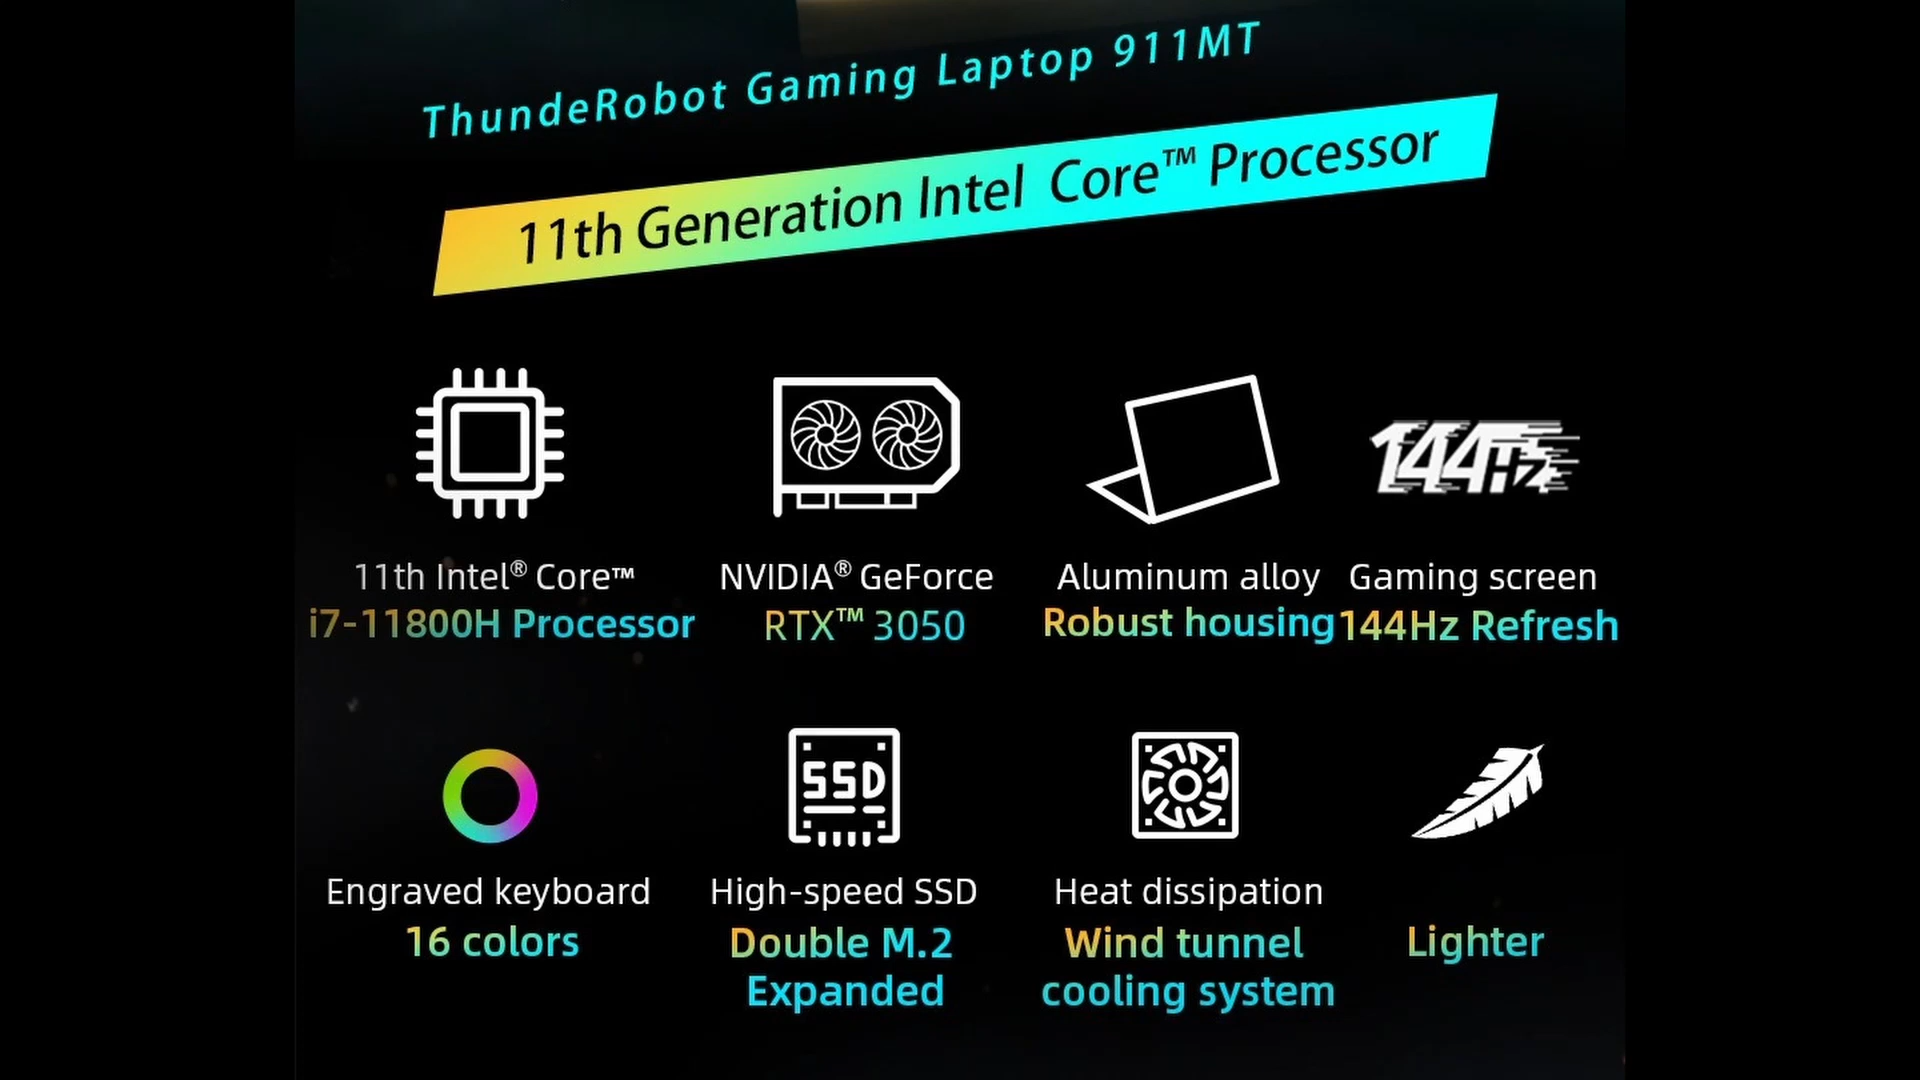 ThundeRobot Gaming Laptop 911MT
11th Generation Intel Core™ Processor
144Hz
11th Intel® Core™
i7-11800H Processor
NVIDIA® GeForce
RTX™ 3050
Aluminum alloy
Robust housing
Gaming screen
144Hz Refresh
SSD
Engraved keyboard
16 colors
High-speed SSD
Double M.2
Expanded
Heat dissipation
Wind tunnel
cooling system
Lighter